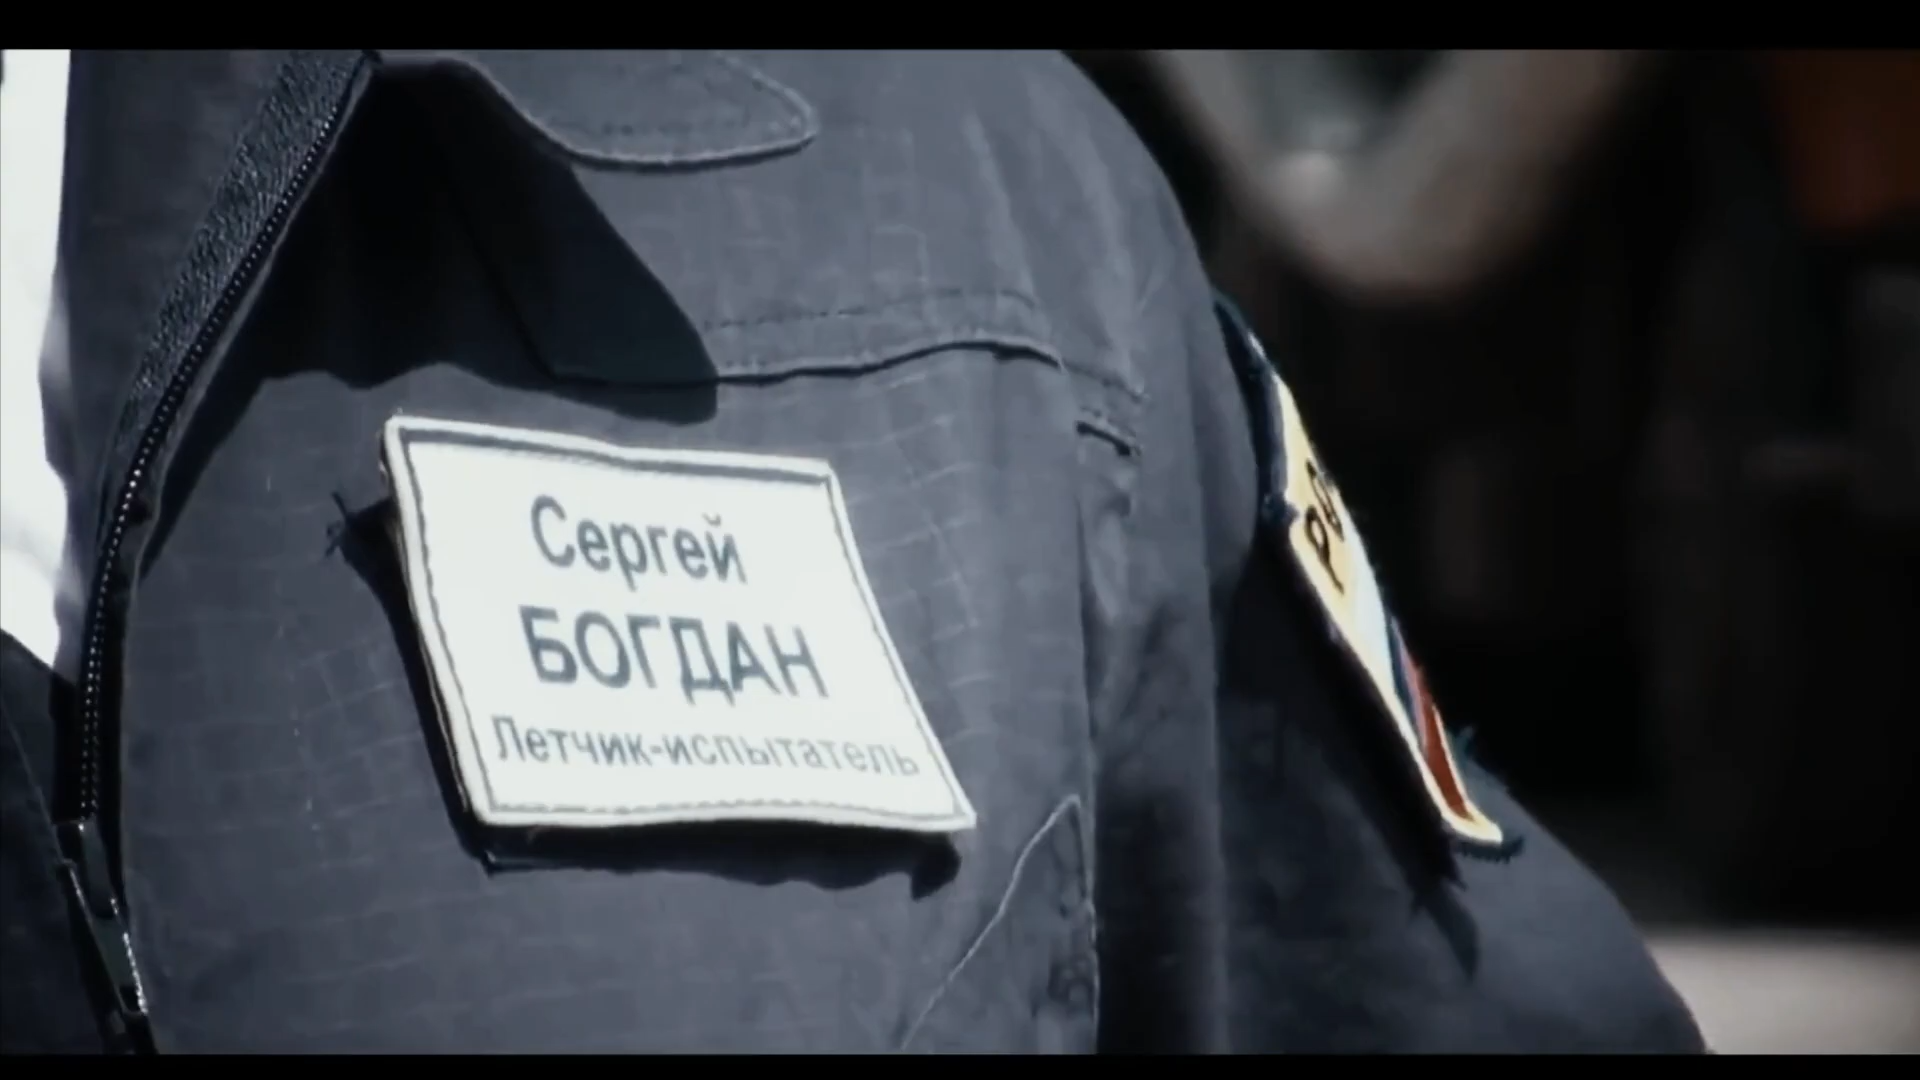 Сергей
БОГДАН
Летчик-испытатель